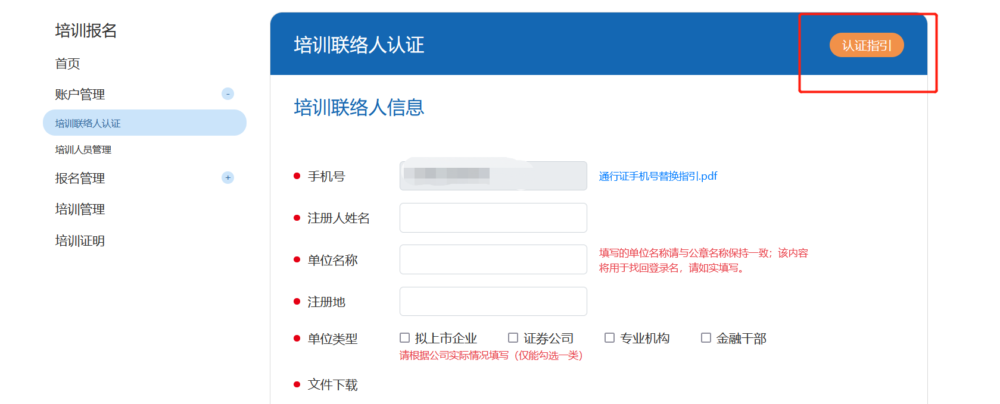 培训报名
首页
账户管理
-
培训联络人认证
培训人员管理
报名管理
+
培训管理
培训证明
培训联络人认证
认证指引
培训联络人信息
手机号
通行证手机号替换指引.pdf
注册人姓名
单位名称
填写的单位名称请与公章名称保持一致；该内容
将用于找回登录名，请如实填写。
注册地
单位类型
拟上市企业 证券公司 专业机构 金融干部
请根据公司实际情况填写（仅能勾选一类）
文件下载